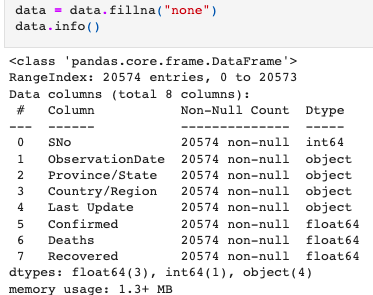 data = data.fillna("none")
data.info()
<class 'pandas.core.frame.DataFrame'>
RangeIndex: 20574 entries, 0 to 20573
Data columns (total 8 columns):
 #   Column           Non-Null Count  Dtype
---  ------           --------------  -----
 0   SNo              20574 non-null  int64
 1   ObservationDate  20574 non-null  object
 2   Province/State   20574 non-null  object
 3   Country/Region   20574 non-null  object
 4   Last Update      20574 non-null  object
 5   Confirmed        20574 non-null  float64
 6   Deaths           20574 non-null  float64
 7   Recovered        20574 non-null  float64
dtypes: float64(3), int64(1), object(4)
memory usage: 1.3+ MB